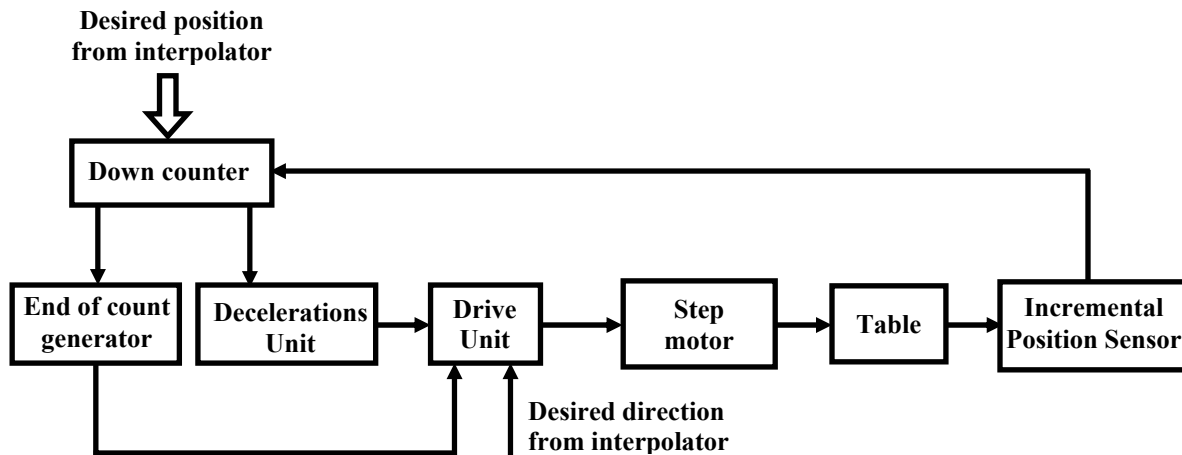 Desired position
from interpolator
Down counter
End of count
generator
Decelerations
Unit
Drive
Unit
Step
motor
Table
Incremental
Position Sensor
Desired direction
from interpolator